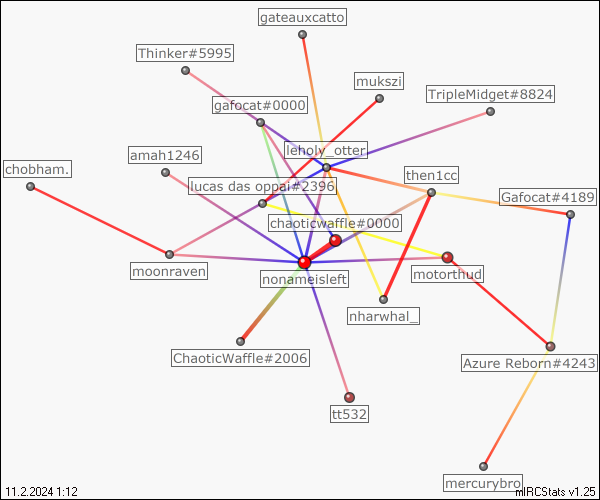 gateauxcatto
Thinker#5995
mukszi
TripleMidget#8824
gafocat#0000
leholy_otter
amah1246
chobham.
then1cc
lucas das oppai#2396
Gafocat#4189
chaoticwaffle#0000
moonraven
nonameisleft
motorthud
nharwhal_
ChaoticWaffle#2006
Azure Reborn#4243
tt532
mercurybro
11.2.2024 1:12
mIRCStats v1.25